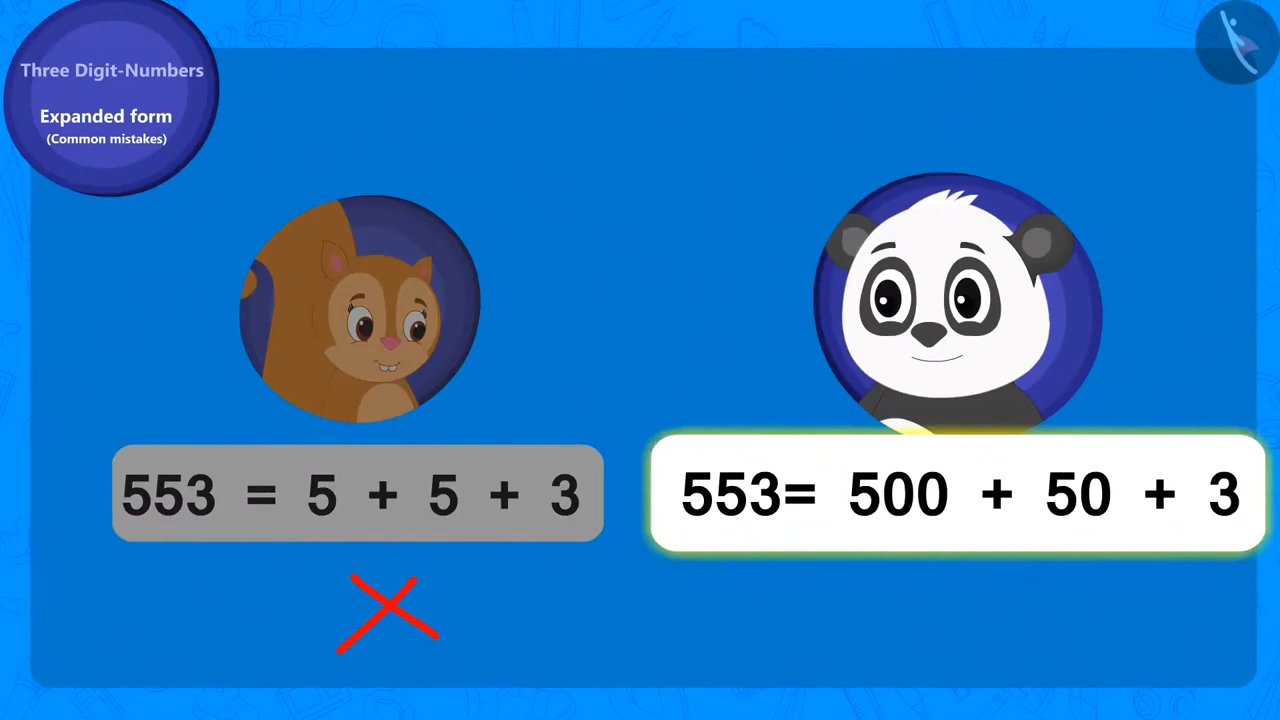 Three Digit-Numbers
Expanded form
(Common mistakes)
553 = 5 + 5 + 3
553= 500 + 50 + 3